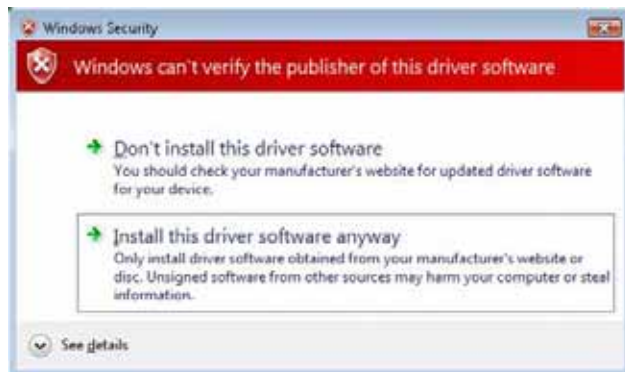 Windows Security
Windows can't verify the publisher of this driver software
Don't install this driver software
You should check your manufacturer's website for updated driver software
for your device.
Install this driver software anyway
Only install driver software obtained from your manufacturer's website or
disc. Unsigned software from other sources may harm your computer or steal
information.
See details